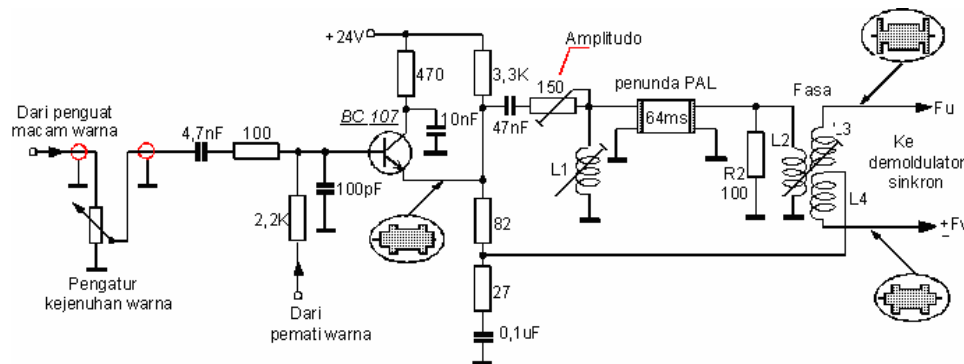 +24V
470
3,3K
Amplitudo
150
penunda PAL
Fasa
Fu
Dari penguat
macam warna
4,7nF
100
BC 107
10nF
47nF
64ms
L3
Ke
demoldulator
sinkron
L1
R2
100
L2
L4
100pF
2,2K
82
±Fv
Pengatur
kejenuhan warna
Dari
pemati warna
27
0,1uF